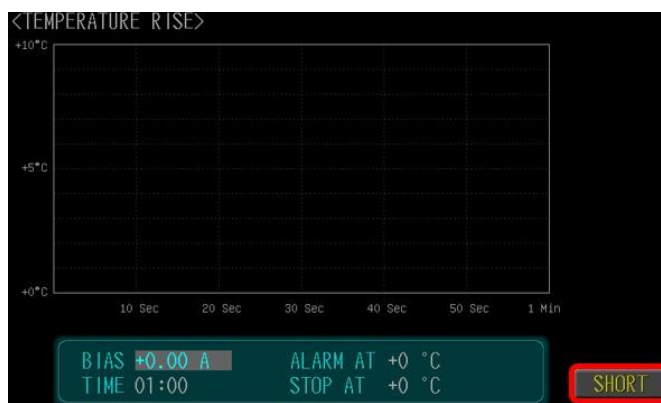 <TEMPERATURE RISE>
+10°C
+5°C
+0°C
10 Sec 20 Sec 30 Sec 40 Sec 50 Sec 1 Min
BIAS +0.00 A ALARM AT +0 °C
TIME 01:00 STOP AT +0 °C
SHORT